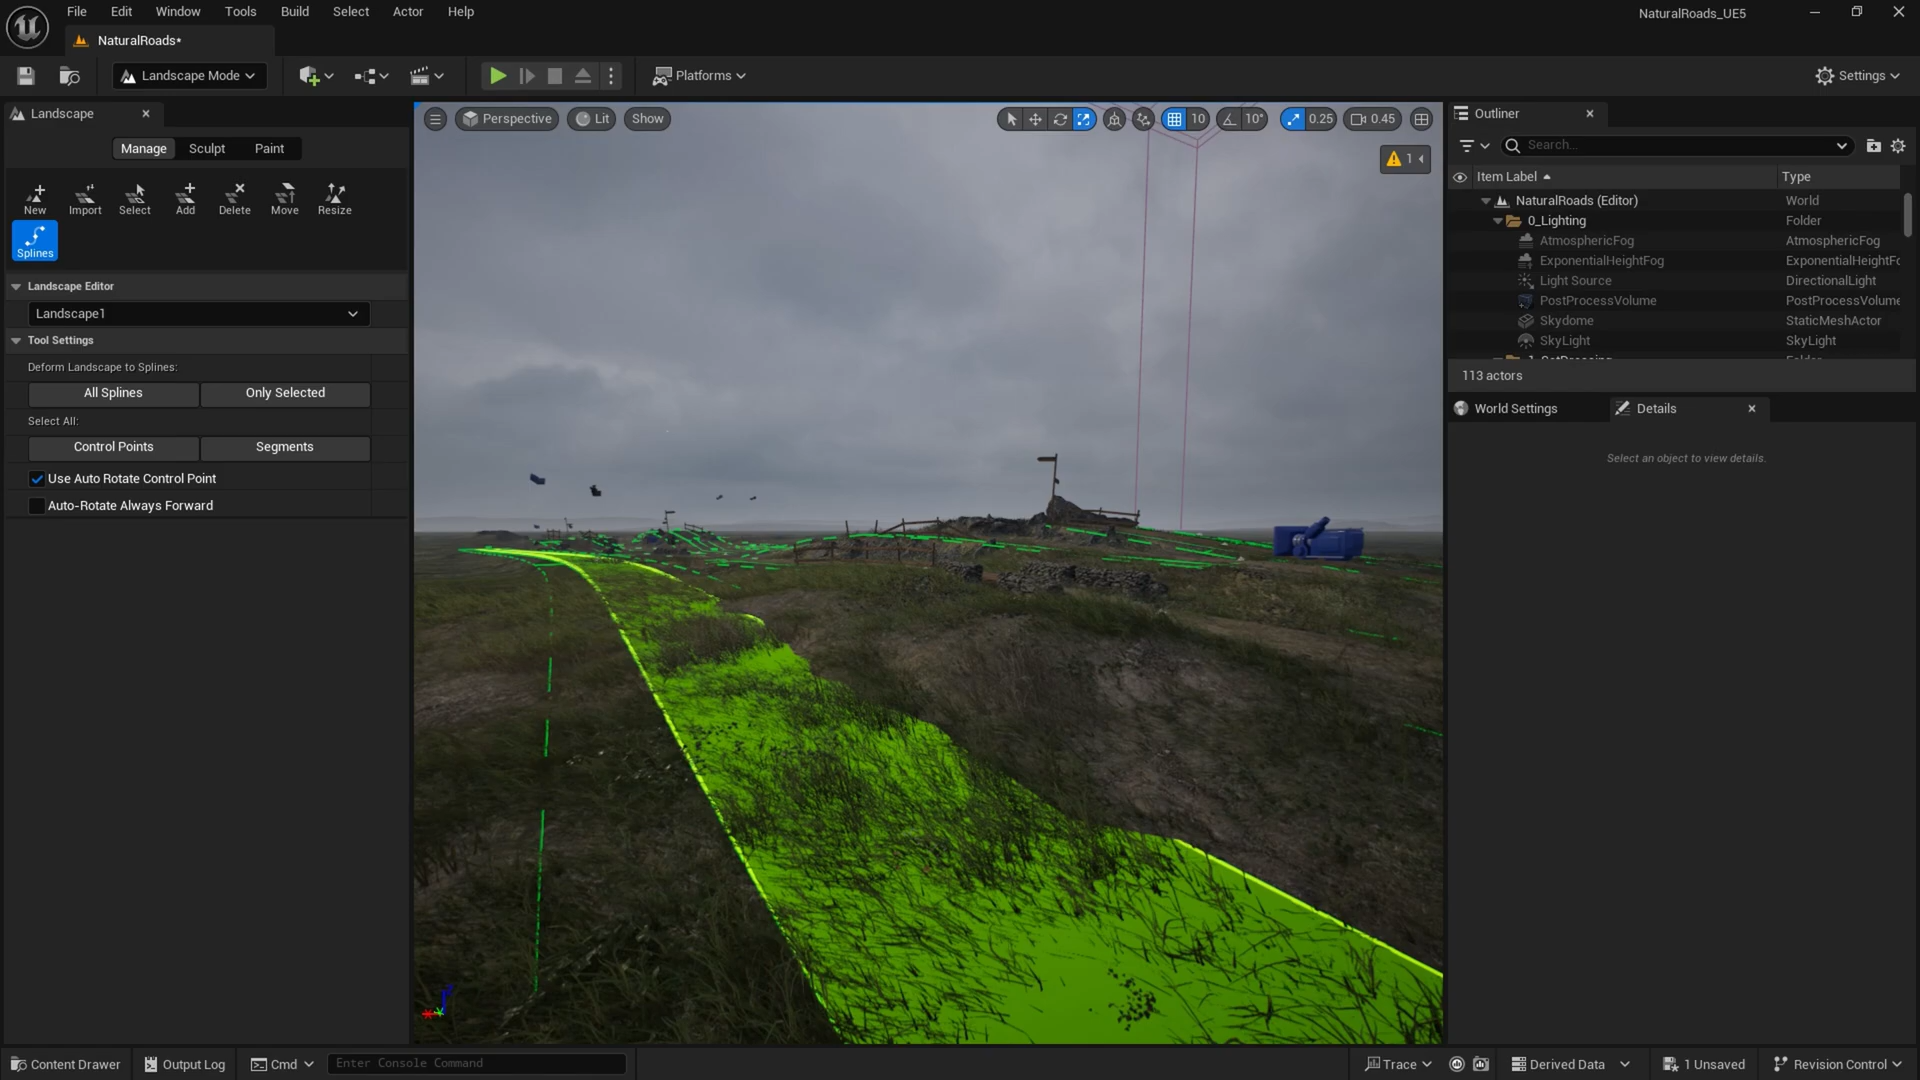 File Edit Window Tools Build Select Actor Help
NaturalRoads_UE5
NaturalRoads*
Landscape Mode
Platforms
Settings
Landscape
Manage Sculpt Paint
New Import Select Add Delete Move Resize
Splines
Landscape Editor
Landscape1
Tool Settings
Deform Landscape to Splines:
All Splines Only Selected
Select All:
Control Points Segments
Use Auto Rotate Control Point
Auto-Rotate Always Forward
Perspective Lit Show
10 10° 0.25 0.45
1
Outliner
Search...
Item Label Type
NaturalRoads (Editor) World
0_Lighting Folder
AtmosphericFog AtmosphericFog
ExponentialHeightFog ExponentialHeightFo
Light Source DirectionalLight
PostProcessVolume PostProcessVolume
Skydome StaticMeshActor
SkyLight SkyLight
113 actors
World Settings Details
Select an object to view details.
Content Drawer Output Log Cmd Enter Console Command
Trace Derived Data 1 Unsaved Revision Control